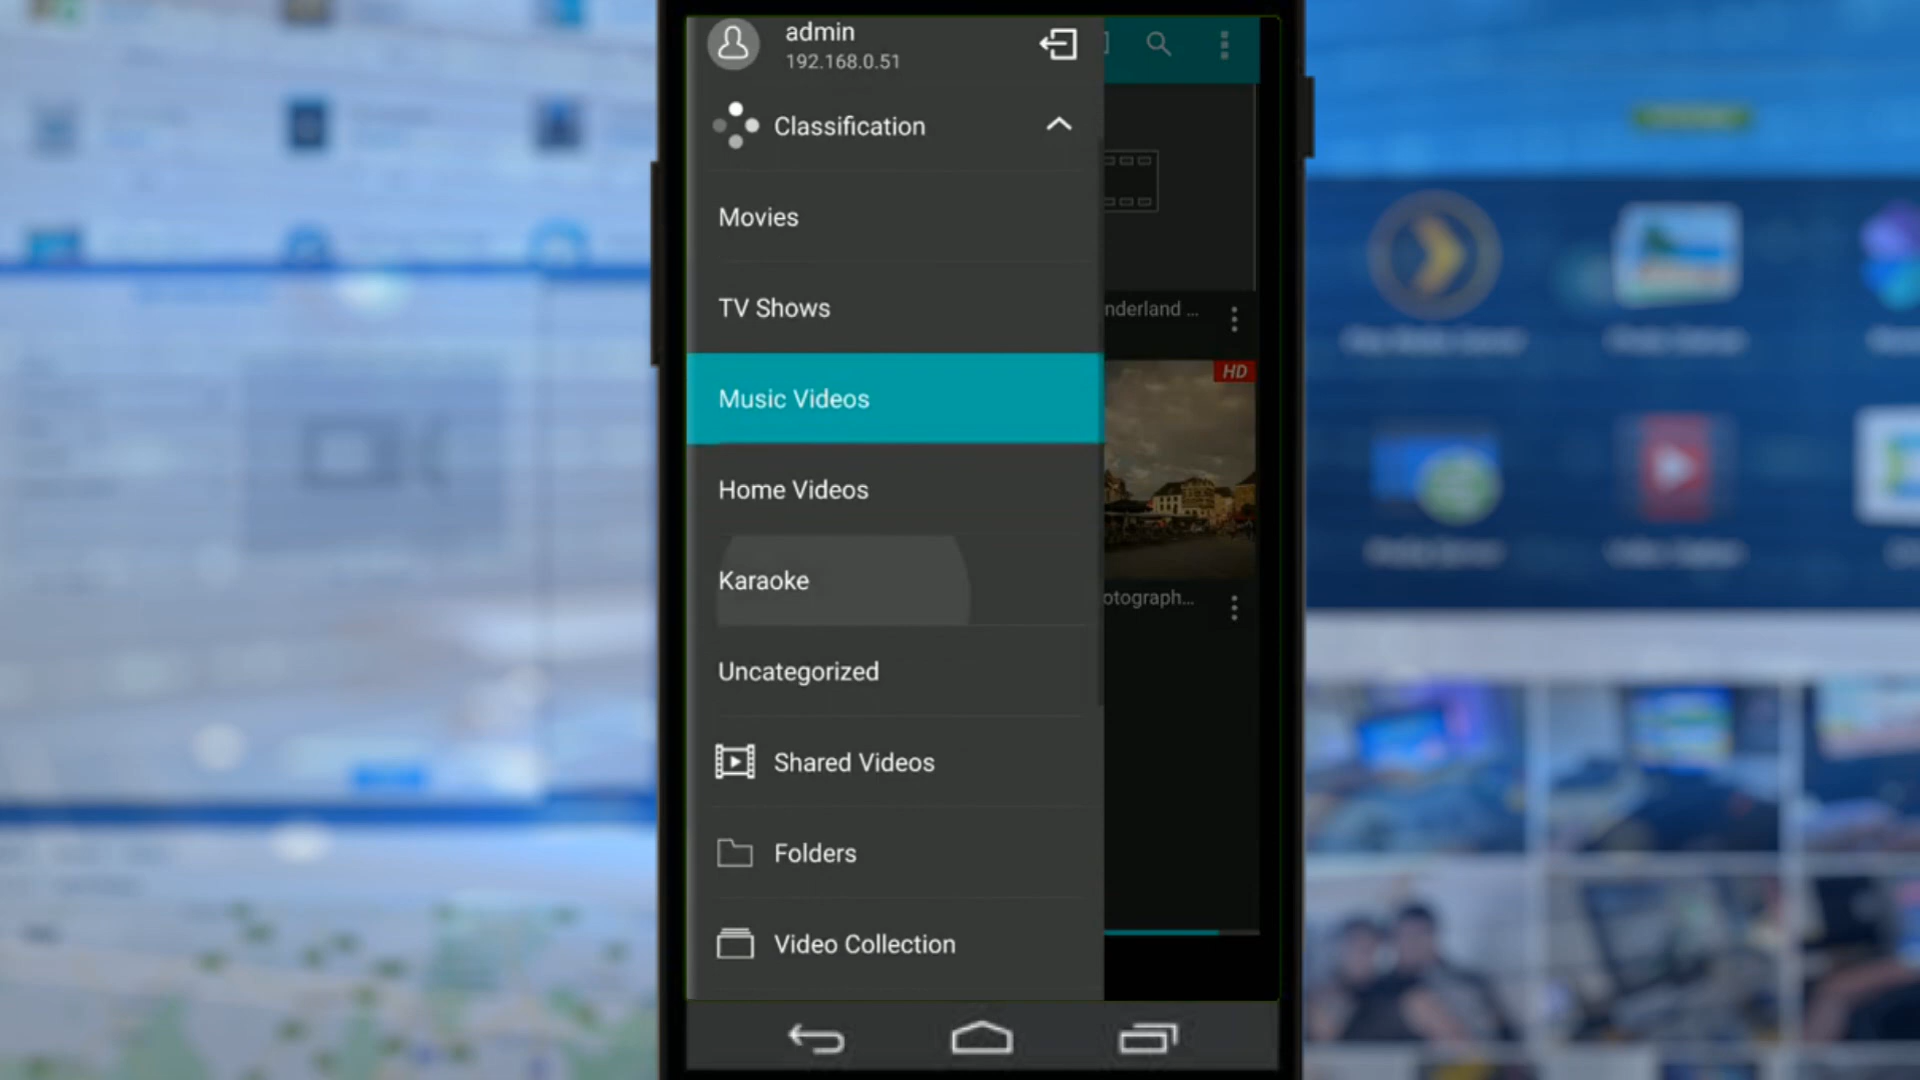 admin
192.168.0.51
Classification
Movies
TV Shows
Music Videos
Home Videos
Karaoke
Uncategorized
Shared Videos
Folders
Video Collection
nderland ...
HD
otograph...